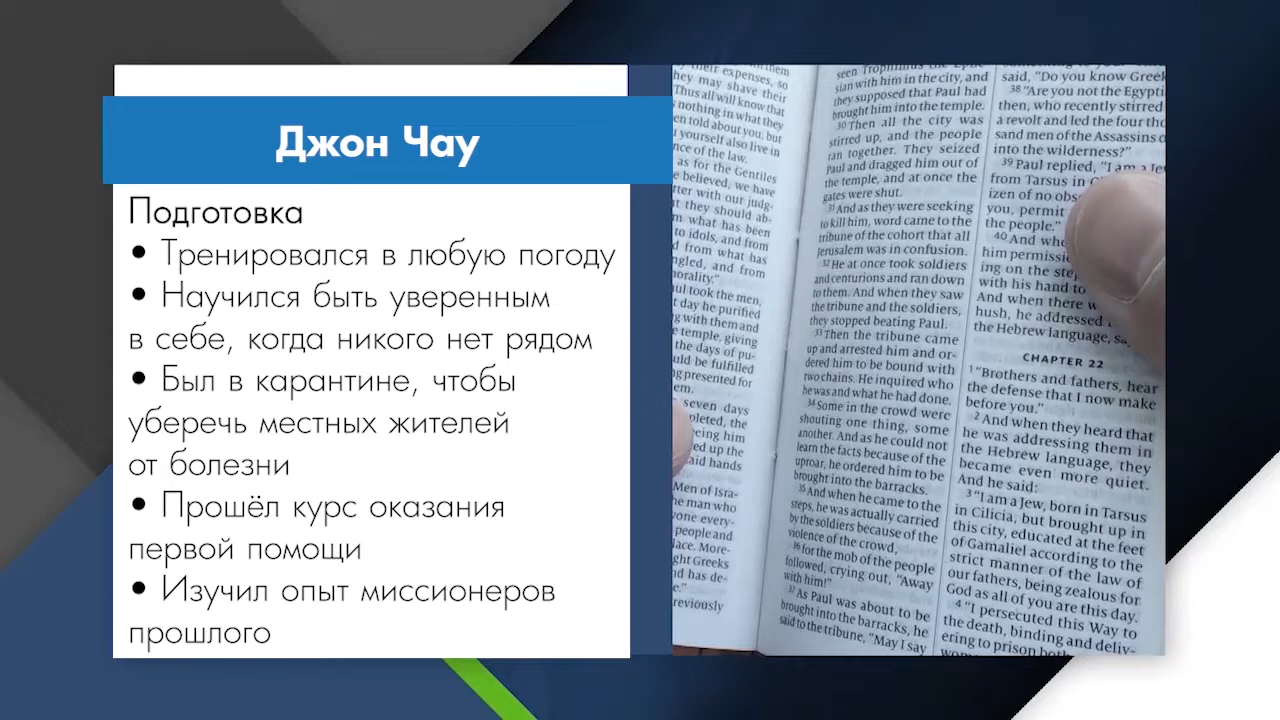 Джон Чау
Подготовка
• Тренировался в любую погоду
• Научился быть уверенным
в себе, когда никого нет рядом
• Был в карантине, чтобы
уберечь местных жителей
от болезни
• Прошёл курс оказания
первой помощи
• Изучил опыт миссионеров
прошлого
their expenses, so
may shave their
Thus all will know that
nothing in what they
told about you, but
yourself also live in
of the law.
as for the Gentiles
believed, we have
with our judg-
they should ab-
what has been
to idols, and from
from what has
and from
took the men,
day he purified
with them and
temple, giving
the days of pu-
be fulfilled
presented for
seven days
the
him
up the
hands
Men of Isra-
man who
every-
people and
More-
Greeks
has de-
seen Trophimus the Ephe-
sian with him in the city, and
they supposed that Paul had
brought him into the temple.
30 Then all the city was
stirred up, and the people
ran together. They seized
Paul and dragged him out of
the temple, and at once the
gates were shut.
31 And as they were seeking
to kill him, word came to the
tribune of the cohort that all
Jerusalem was in confusion.
32 He at once took soldiers
and centurions and ran down
to them. And when they saw
the tribune and the soldiers,
they stopped beating Paul.
33 Then the tribune came
up and arrested him and or-
dered him to be bound with
two chains. He inquired who
he was and what he had done.
34 Some in the crowd were
shouting one thing, some
another. And as he could not
learn the facts because of the
uproar, he ordered him to be
brought into the barracks.
35 And when he came to the
steps, he was actually carried
by the soldiers because of the
violence of the crowd,
36 for the mob of the people
followed, crying out, "Away
with him!"
37 As Paul was about to be
brought into the barracks, he
said to the tribune, "May I say
said, "Do you know Greek
38 "Are you not the Egypti
then, who recently stirred
a revolt and led the four tho
sand men of the Assassins o
into the wilderness?"
39 Paul replied, "I am a
from Tarsus in
izen of no
you, permit
the people."
40 And
him
ing on the
with his hand to
And when there
hush, he addressed
the Hebrew language,
CHAPTER 22
1 "Brothers and fathers, hear
the defense that I now make
before you."
2 And when they heard that
he was addressing them in
the Hebrew language, they
became even more quiet.
And he said:
3 "I am a Jew, born in Tarsus
in Cilicia, but brought up in
this city, educated at the feet
of Gamaliel according to the
strict manner of the law of
our fathers, being zealous for
God as all of you are this day.
4 "I persecuted this Way to
the death, binding and deliv-
ering to prison both